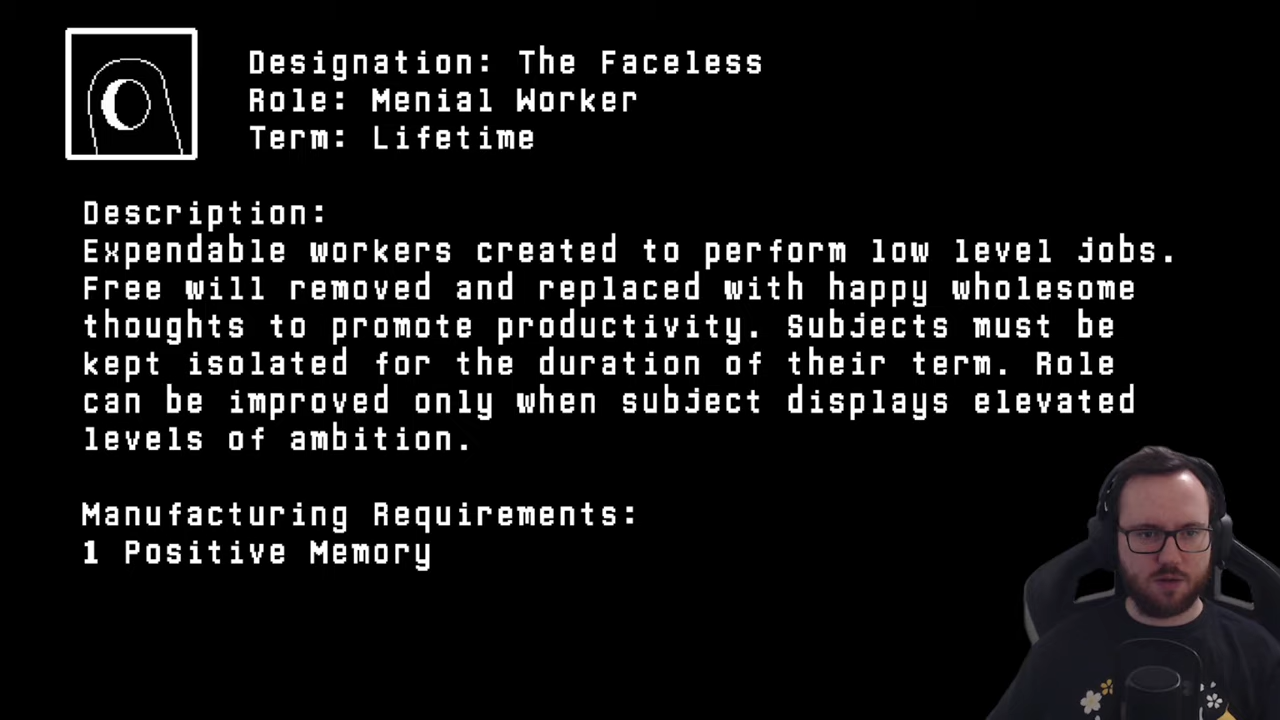 Designation: The Faceless
Role: Menial Worker
Term: Lifetime
Description:
Expendable workers created to perform low level jobs.
Free will removed and replaced with happy wholesome
thoughts to promote productivity. Subjects must be
kept isolated for the duration of their term. Role
can be improved only when subject displays elevated
levels of ambition.
Manufacturing Requirements:
1 Positive Memory